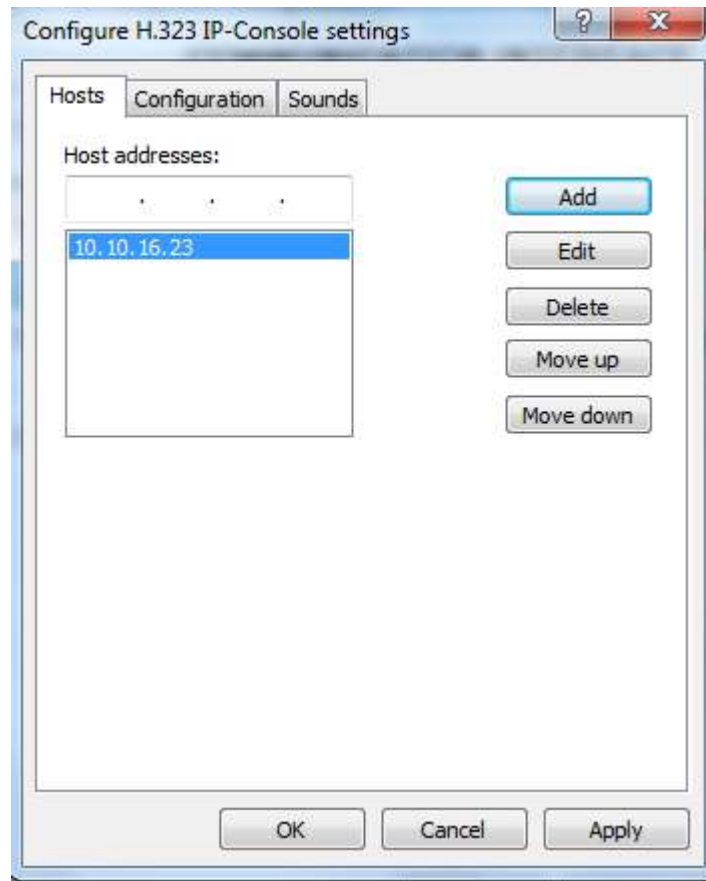 Configure H.323 IP-Console settings
Hosts Configuration Sounds
Host addresses:
. . .
Add
10.10.16.23
Edit
Delete
Move up
Move down
OK Cancel Apply